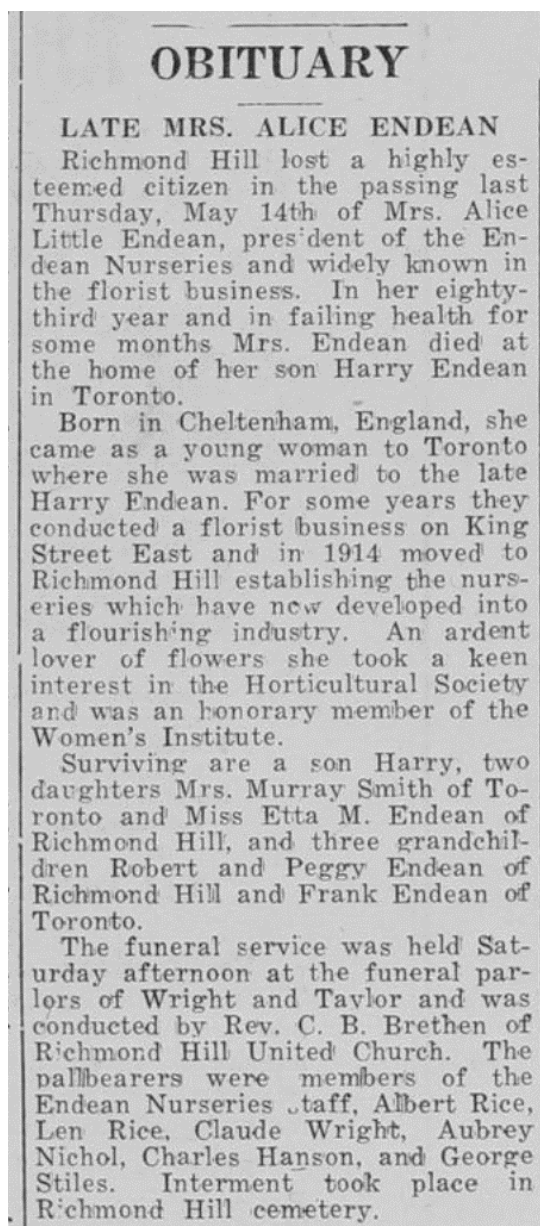 OBITUARY
LATE MRS. ALICE ENDEAN
Richmond Hill lost a highly es-
teemed citizen in the passing last
Thursday, May 14th of Mrs. Alice
Little Endean, president of the En-
dean Nurseries and widely known in
the florist business. In her eighty-
third year and in failing health for
some months Mrs. Endean died at
the home of her son Harry Endean
in Toronto.
Born in Cheltenham, England, she
came as a young woman to Toronto
where she was married to the late
Harry Endean. For some years they
conducted a florist business on King
Street East and in 1914 moved to
Richmond Hill establishing the nurs-
eries which have now developed into
a flourishing industry. An ardent
lover of flowers she took a keen
interest in the Horticultural Society
and was an honorary member of the
Women's Institute.
Surviving are a son Harry, two
daughters Mrs. Murray Smith of To-
ronto and Miss Etta M. Endean of
Richmond Hill, and three grandchil-
dren Robert and Peggy Endean of
Richmond Hill and Frank Endean of
Toronto.
The funeral service was held Sat-
urday afternoon at the funeral par-
lors of Wright and Taylor and was
conducted by Rev. C. B. Brethen of
Richmond Hill United Church. The
pallbearers were members of the
Endean Nurseries staff, Albert Rice,
Len Rice, Claude Wright, Aubrey
Nichol, Charles Hanson, and George
Stiles. Interment took place in
Richmond Hill cemetery.